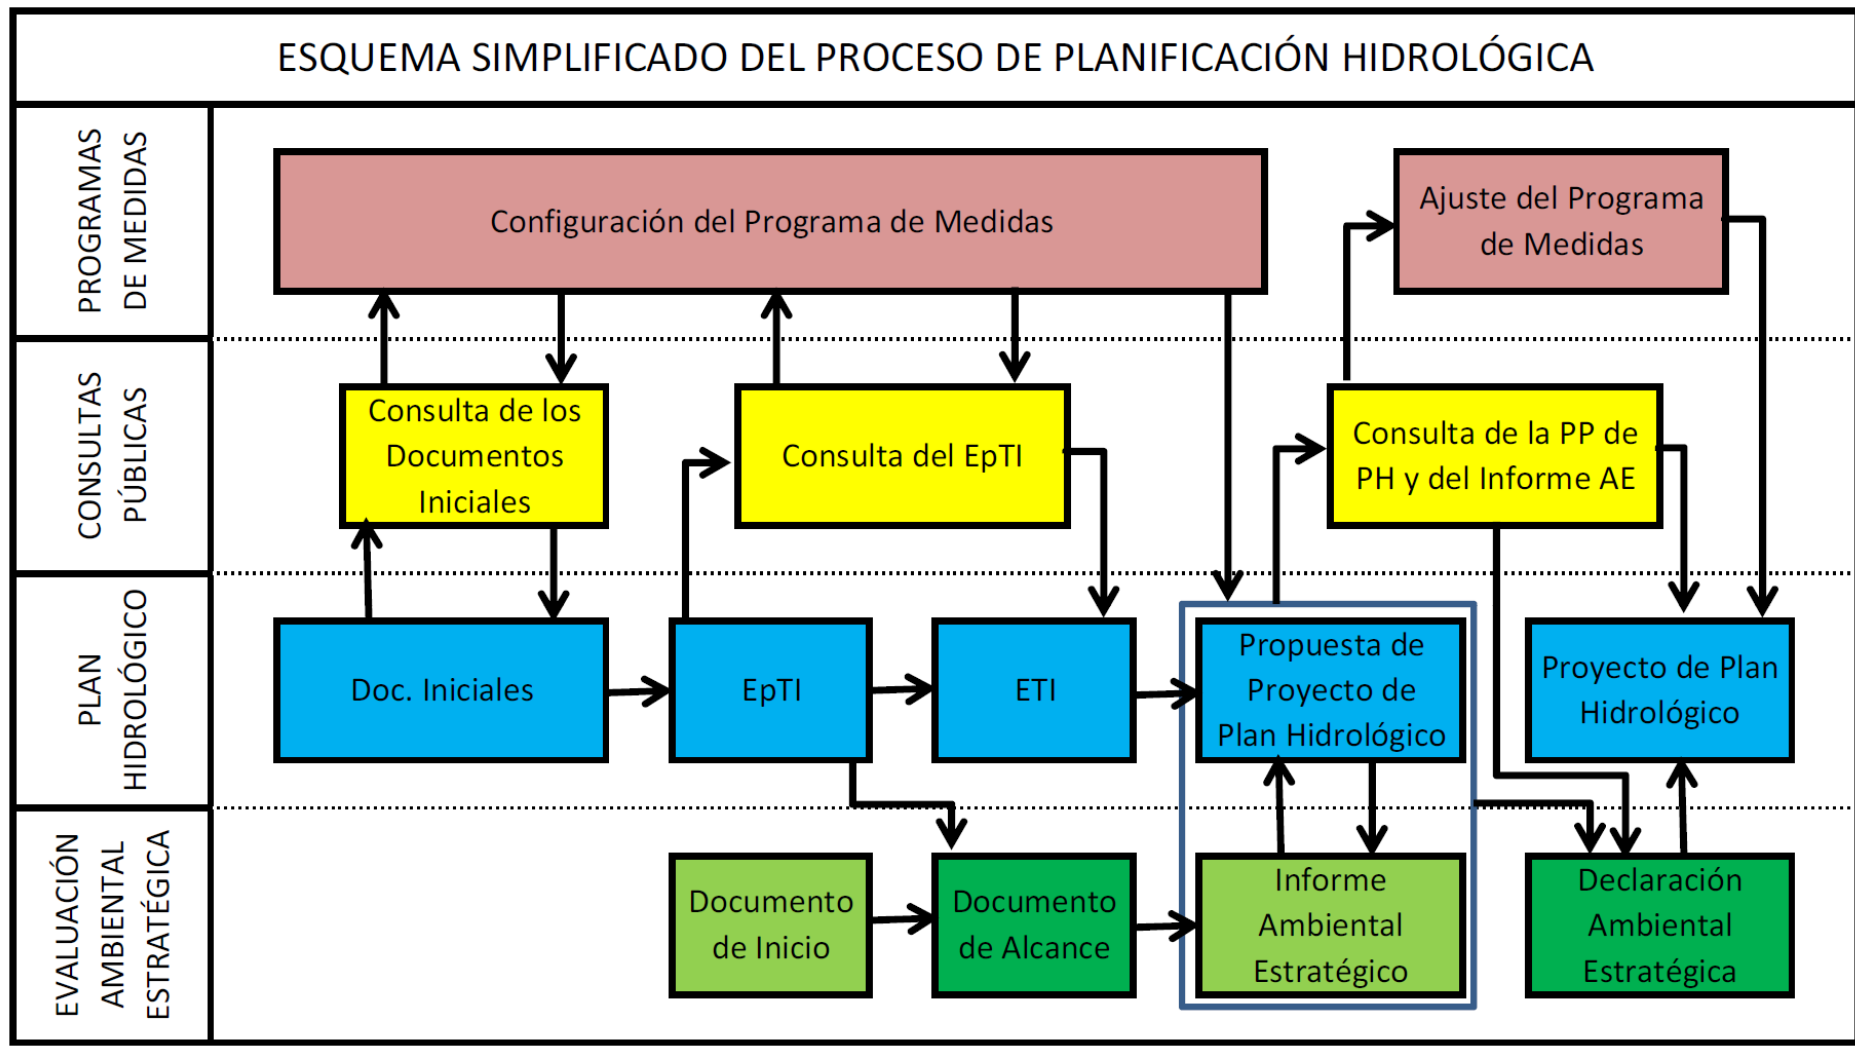 ESQUEMA SIMPLIFICADO DEL PROCESO DE PLANIFICACIÓN HIDROLÓGICA
PROGRAMAS
DE MEDIDAS
Configuración del Programa de Medidas
Ajuste del Programa
de Medidas
CONSULTAS
PÚBLICAS
Consulta de los
Documentos
Iniciales
Consulta del EpTI
Consulta de la PP de
PH y del Informe AE
PLAN
HIDROLÓGICO
Doc. Iniciales
EpTI
ETI
Propuesta de
Proyecto de
Plan Hidrológico
Proyecto de Plan
Hidrológico
EVALUACIÓN
AMBIENTAL
ESTRATÉGICA
Documento
de Inicio
Documento
de Alcance
Informe
Ambiental
Estratégico
Declaración
Ambiental
Estratégica